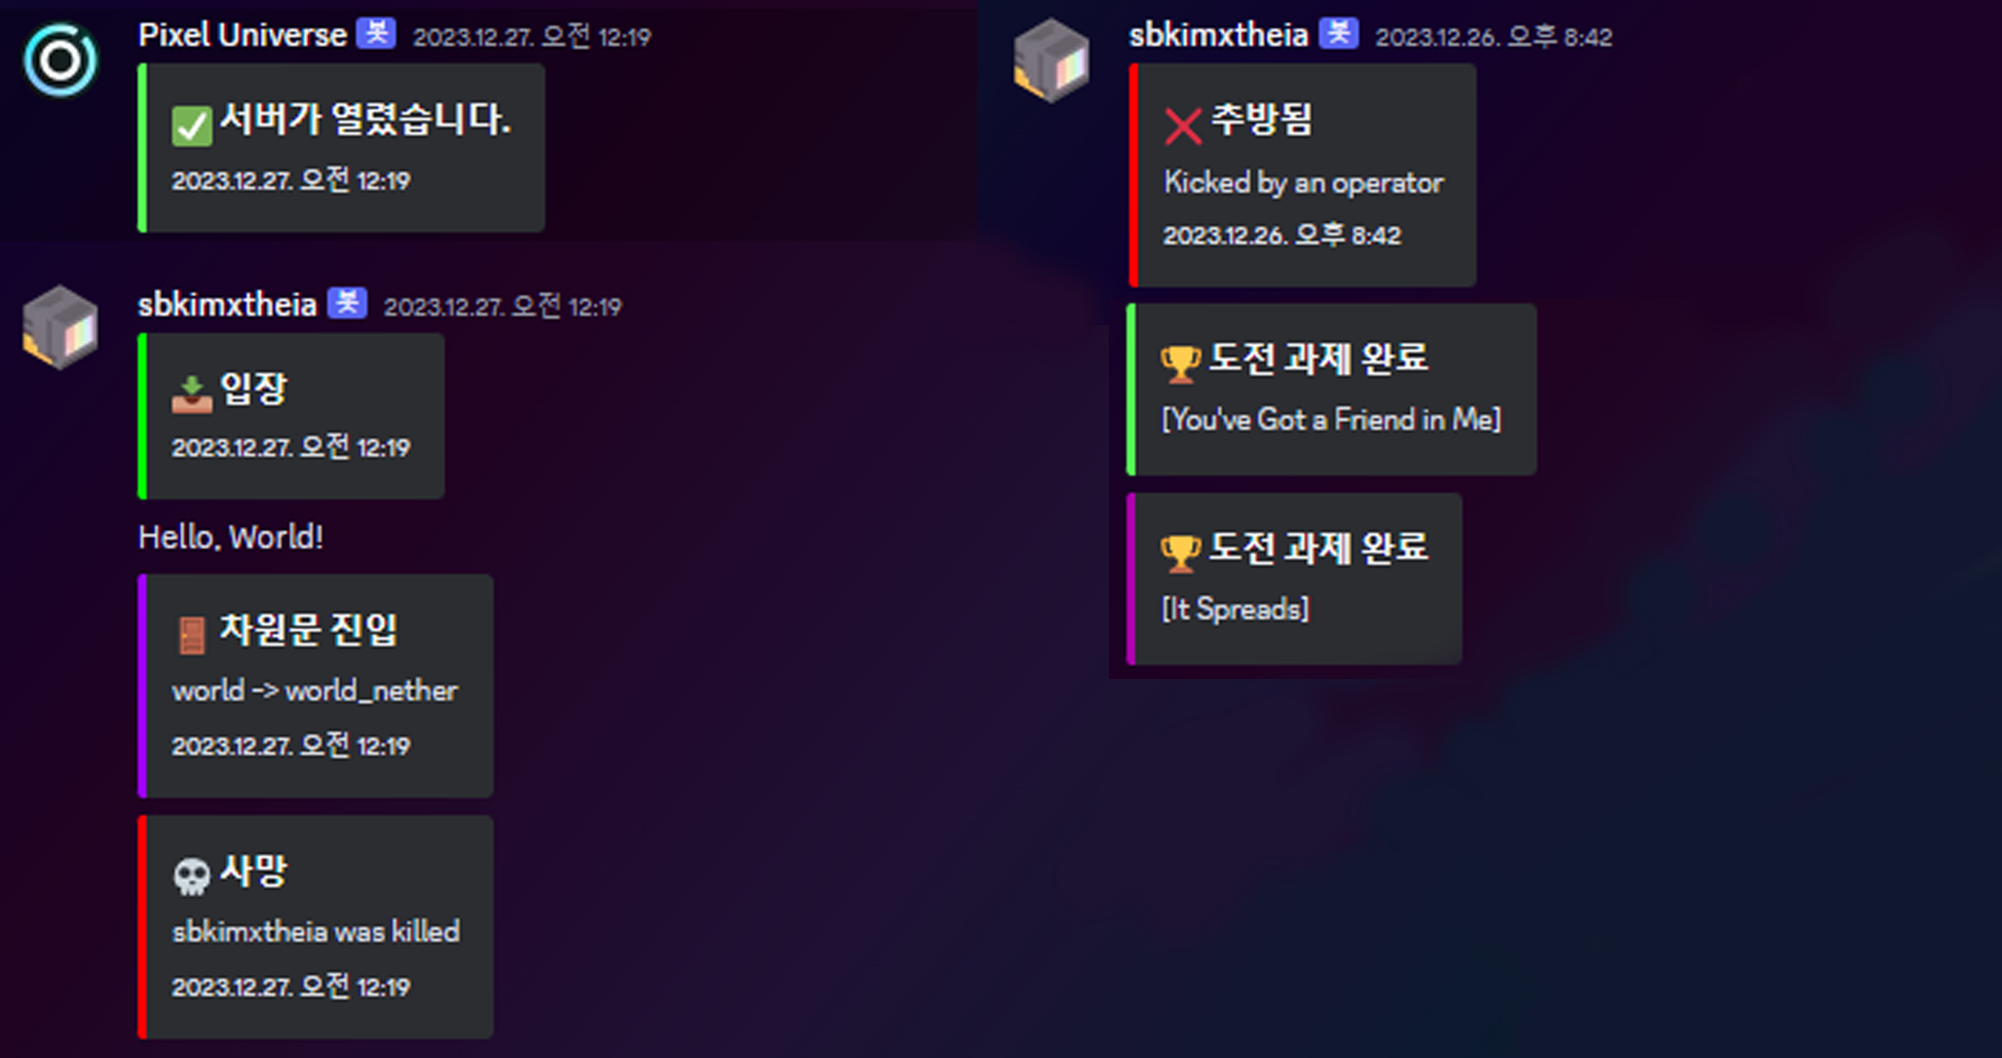 Pixel Universe 봇 2023.12.27. 오전 12:19
서버가 열렸습니다.
2023.12.27. 오전 12:19
sbkimxtheia 봇 2023.12.27. 오전 12:19
입장
2023.12.27. 오전 12:19
Hello, World!
차원문 진입
world -> world_nether
2023.12.27. 오전 12:19
사망
sbkimxtheia was killed
2023.12.27. 오전 12:19
sbkimxtheia 봇 2023.12.26. 오후 8:42
추방됨
Kicked by an operator
2023.12.26. 오후 8:42
도전 과제 완료
[You've Got a Friend in Me]
도전 과제 완료
[It Spreads]